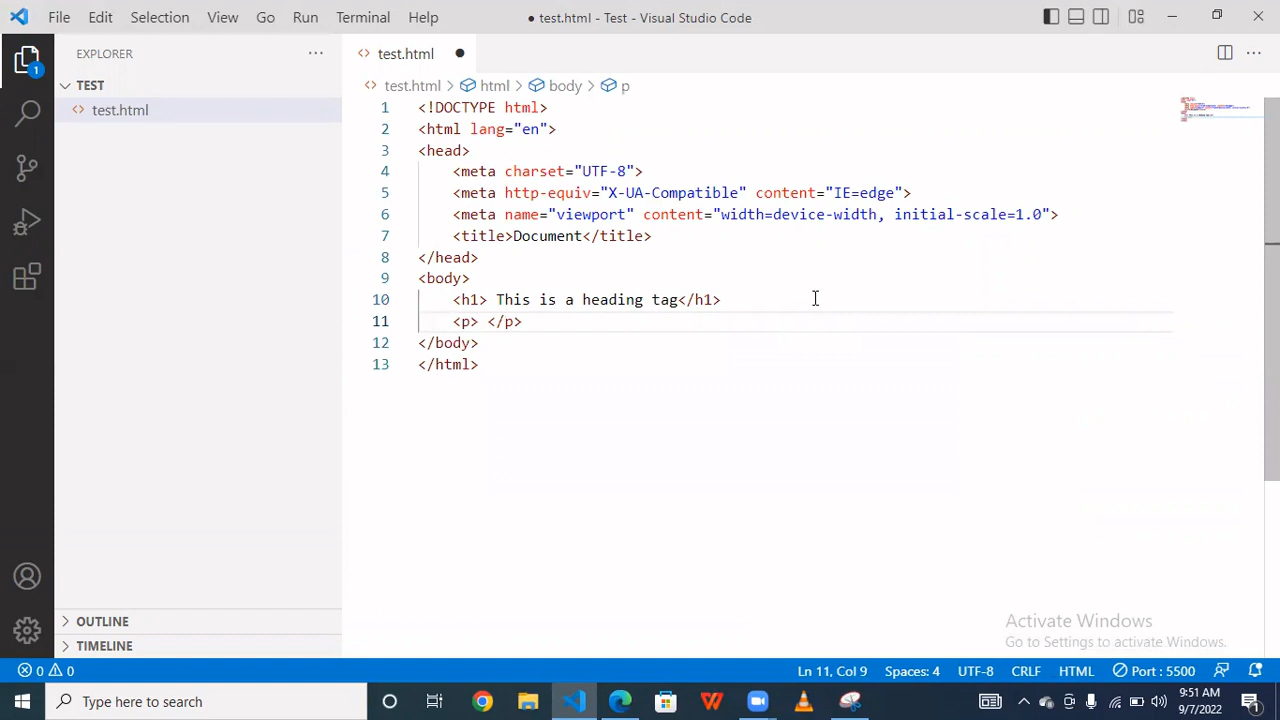 File Edit Selection View Go Run Terminal Help
● test.html - Test - Visual Studio Code
EXPLORER
TEST
test.html
1
OUTLINE
TIMELINE
test.html
test.html > html > body > p
1 <!DOCTYPE html>
2 <html lang="en">
3 <head>
4 <meta charset="UTF-8">
5 <meta http-equiv="X-UA-Compatible" content="IE=edge">
6 <meta name="viewport" content="width=device-width, initial-scale=1.0">
7 <title>Document</title>
8 </head>
9 <body>
10 <h1> This is a heading tag</h1>
11 <p> </p>
12 </body>
13 </html>
Activate Windows
Go to Settings to activate Windows.
0 0 Ln 11, Col 9 Spaces: 4 UTF-8 CRLF HTML Port : 5500
Type here to search
9:51 AM
9/7/2022
1